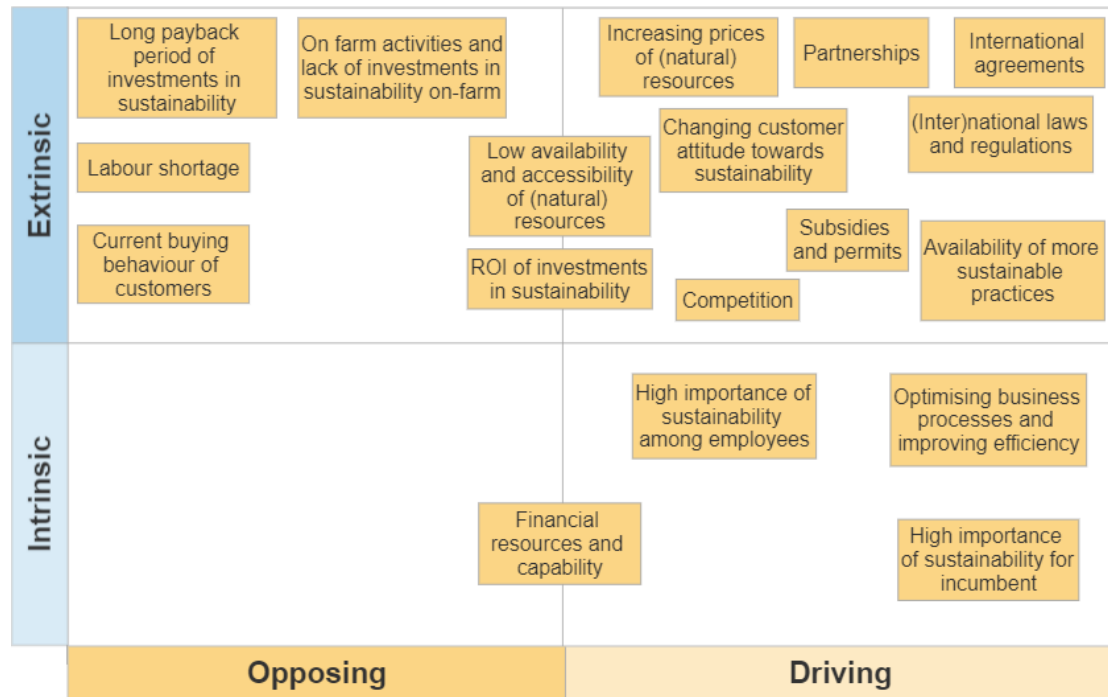 Extrinsic
Long payback
period of
investments in
sustainability
On farm activities and
lack of investments in
sustainability on-farm
Labour shortage
Current buying
behaviour of
customers
Low availability
and accessibility
of (natural)
resources
ROI of investments
in sustainability
Increasing prices
of (natural)
resources
Partnerships
International
agreements
Changing customer
attitude towards
sustainability
(Inter)national laws
and regulations
Subsidies
and permits
Availability of more
sustainable
practices
Competition
Intrinsic
High importance of
sustainability
among employees
Optimising business
processes and
improving efficiency
Financial
resources and
capability
High importance
of sustainability for
incumbent
Opposing
Driving